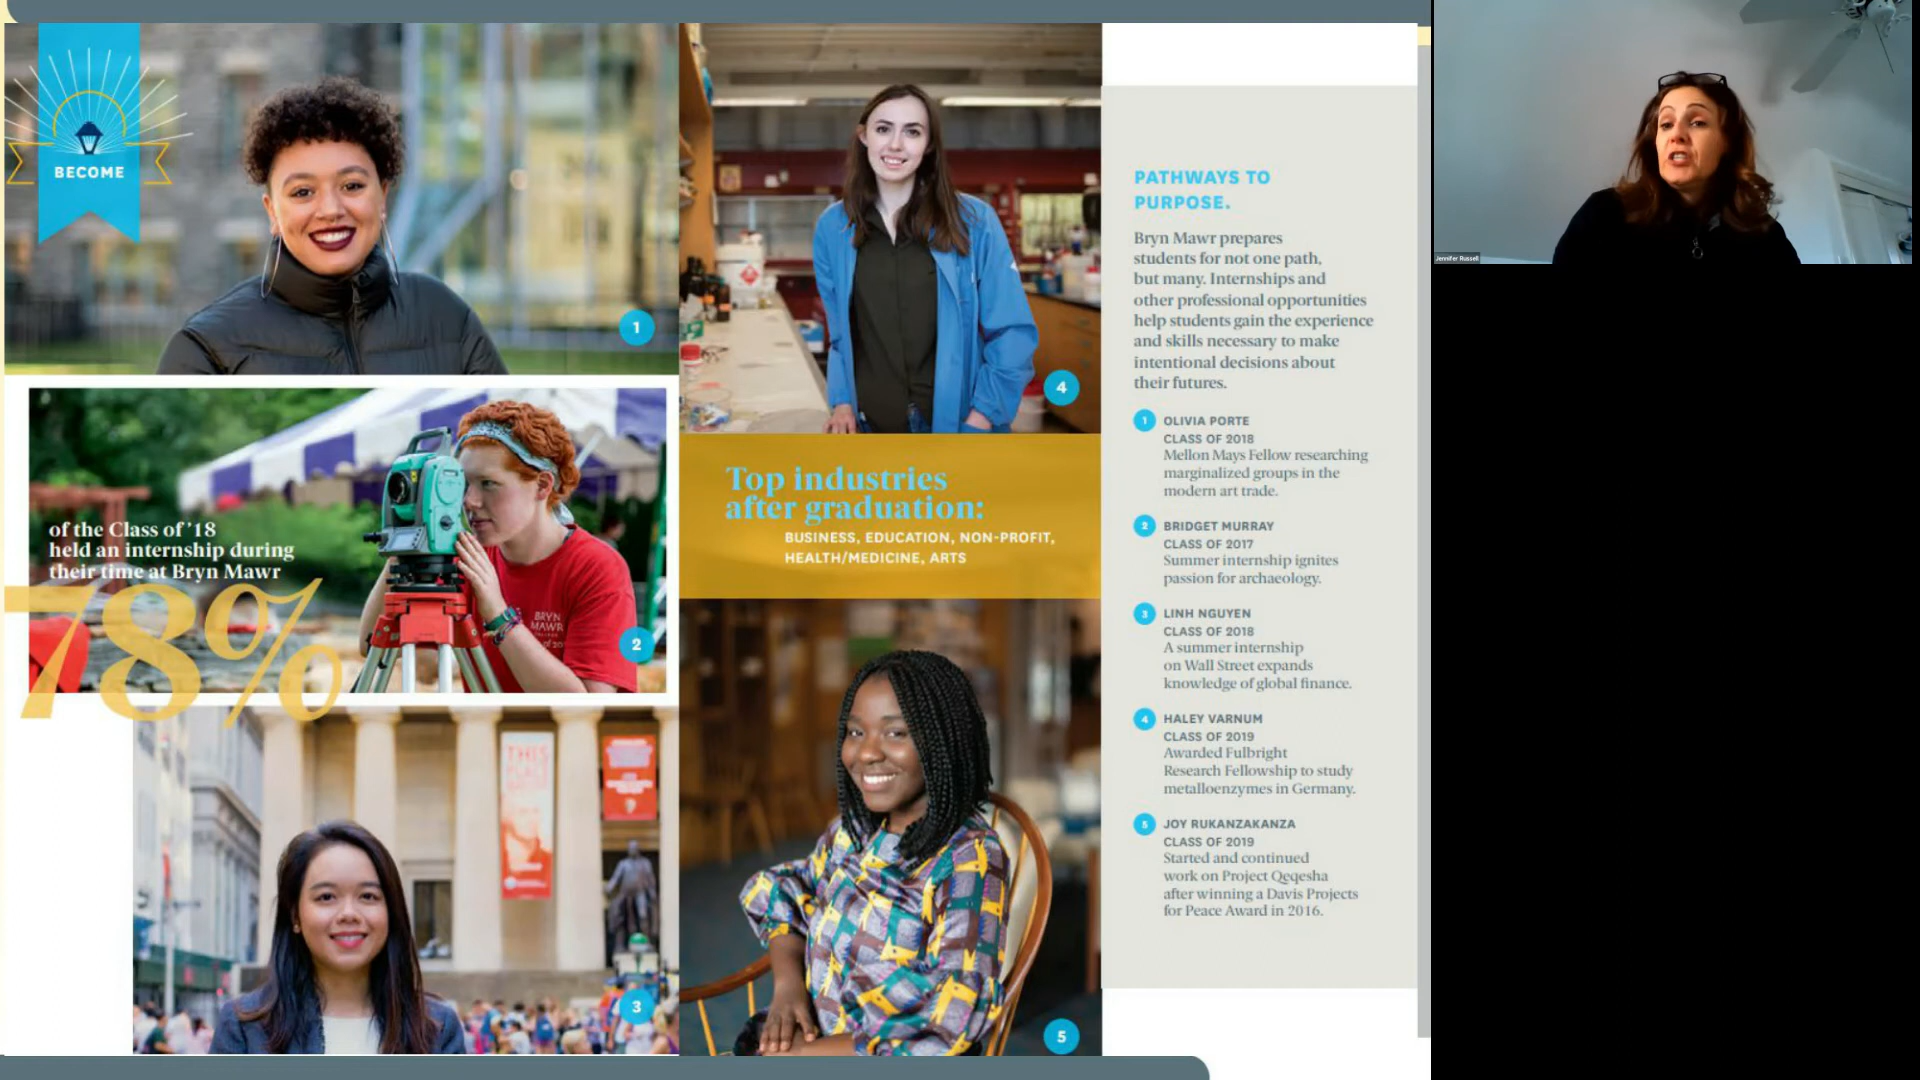 BECOME
1
of the Class of '18
held an internship during
their time at Bryn Mawr
78%
BRYN
MAWR
2
3
4
Top industries
after graduation:
BUSINESS, EDUCATION, NON-PROFIT,
HEALTH/MEDICINE, ARTS
5
PATHWAYS TO
PURPOSE.
Bryn Mawr prepares
students for not one path,
but many. Internships and
other professional opportunities
help students gain the experience
and skills necessary to make
intentional decisions about
their futures.
1 OLIVIA PORTE
CLASS OF 2018
Mellon Mays Fellow researching
marginalized groups in the
modern art trade.
2 BRIDGET MURRAY
CLASS OF 2017
Summer internship ignites
passion for archaeology.
3 LINH NGUYEN
CLASS OF 2018
A summer internship
on Wall Street expands
knowledge of global finance.
4 HALEY VARNUM
CLASS OF 2019
Awarded Fulbright
Research Fellowship to study
metalloenzymes in Germany.
5 JOY RUKANZAKANZA
CLASS OF 2019
Started and continued
work on Project Qeqesha
after winning a Davis Projects
for Peace Award in 2016.
Jennifer Russell